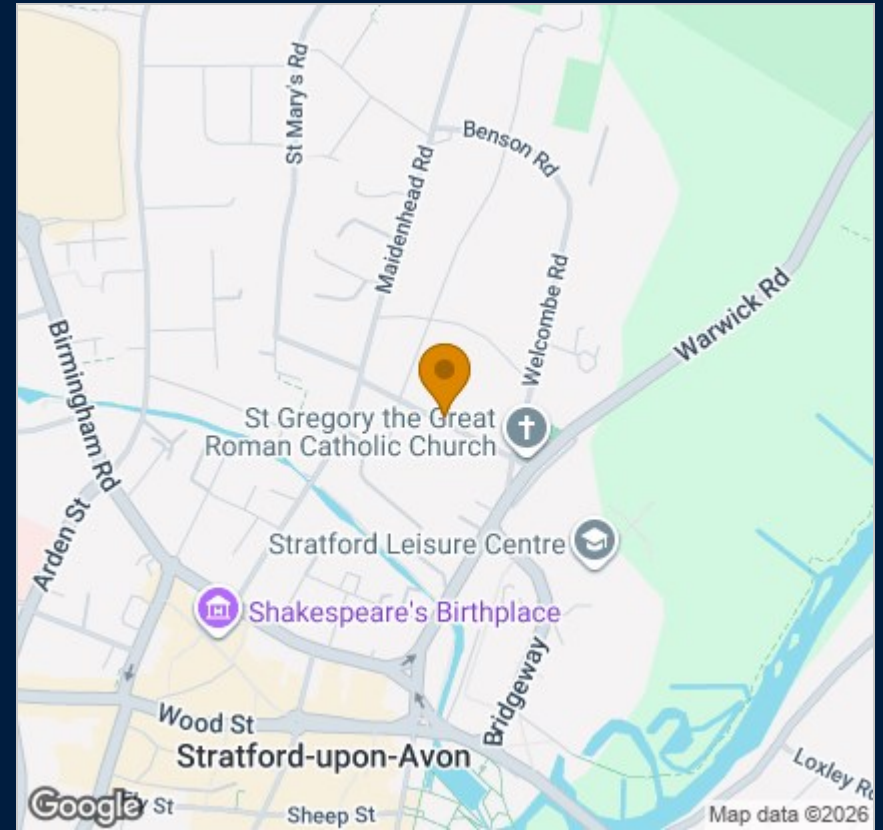 St Mary's Rd
Benson Rd
Maidenhead Rd
Welcombe Rd
Warwick Rd
Birmingham Rd
St Gregory the Great
Roman Catholic Church
Arden St
Stratford Leisure Centre
Shakespeare's Birthplace
Bridgeway
Wood St
Stratford-upon-Avon
Loxley
Google
St
Sheep St
Map data ©2026